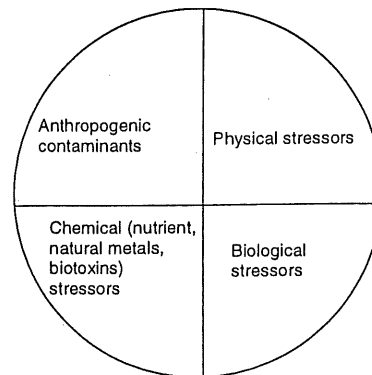 Anthropogenic
contaminants
Physical stressors
Chemical (nutrient,
natural metals,
biotoxins)
stressors
Biological
stressors